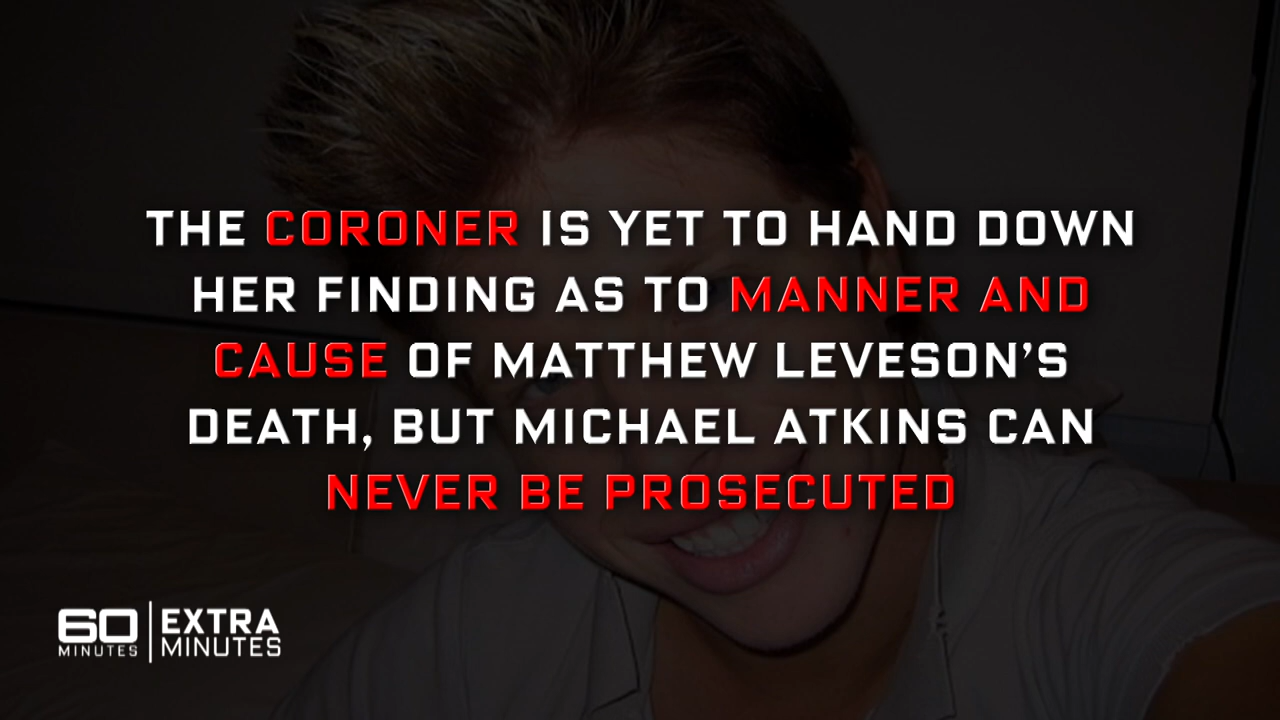 THE CORONER IS YET TO HAND DOWN
HER FINDING AS TO MANNER AND
CAUSE OF MATTHEW LEVESON’S
DEATH, BUT MICHAEL ATKINS CAN
NEVER BE PROSECUTED
60 MINUTES
EXTRA MINUTES